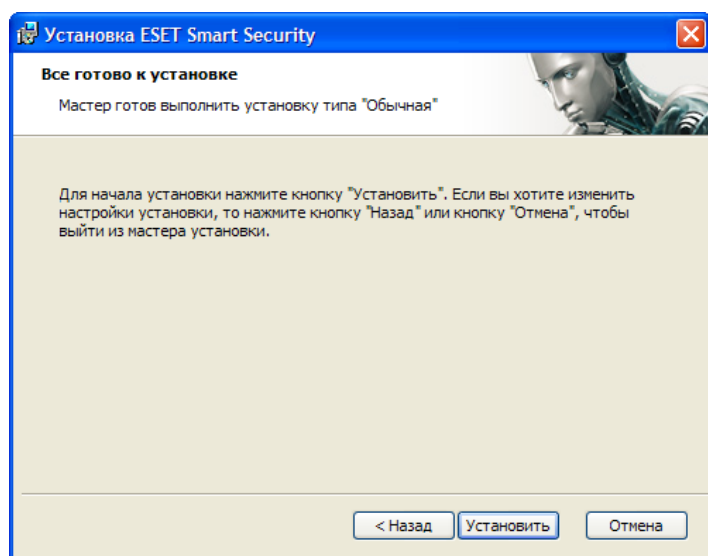 Установка ESET Smart Security
Все готово к установке
Мастер готов выполнить установку типа "Обычная"
Для начала установки нажмите кнопку "Установить". Если вы хотите изменить
настройки установки, то нажмите кнопку "Назад" или кнопку "Отмена", чтобы
выйти из мастера установки.
< Назад
Установить
Отмена